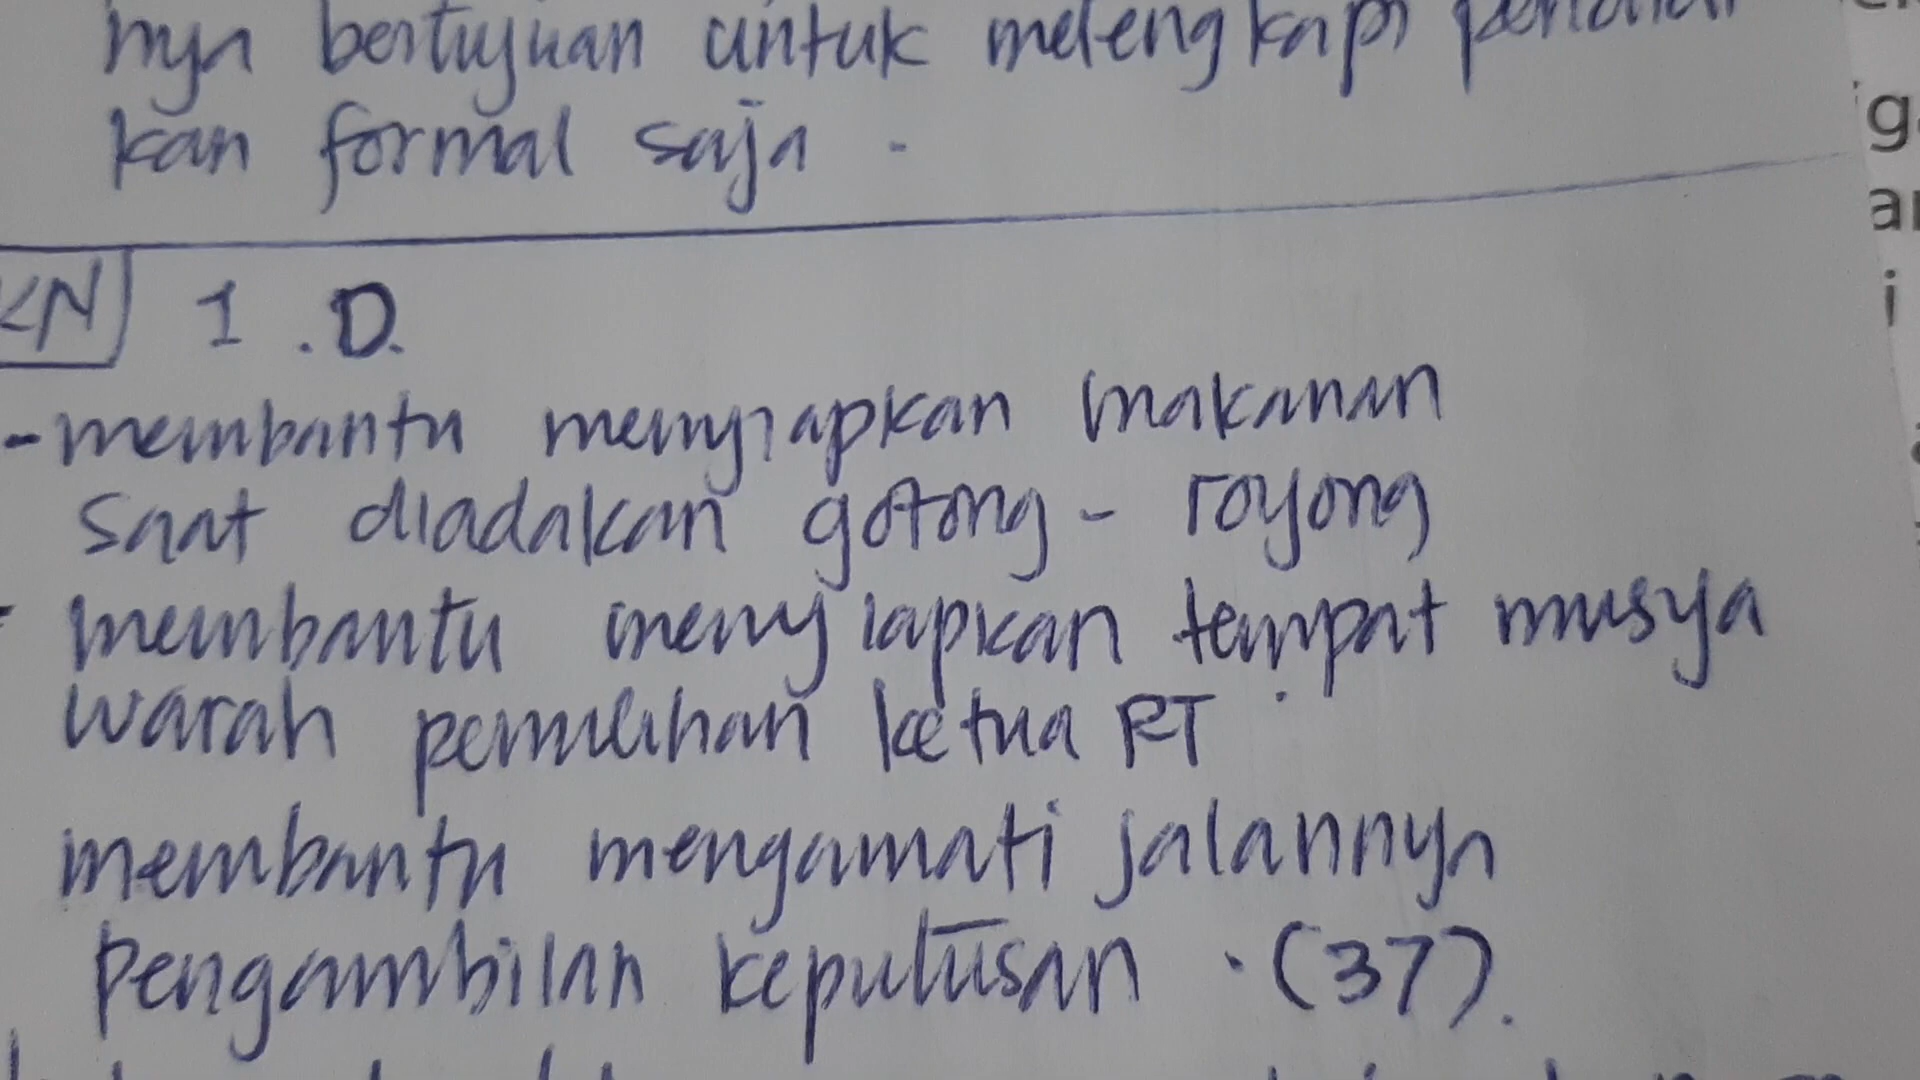 nya bertujuan untuk melengkapi
kan formal saja.
KN 1.D.
- membantu menyiapkan makanan
saat diadakan gotong - royong
- membantu menyiapkan tempat musya
warah pemilihan ketua RT
membantu mengamati jalannya
pengambilan keputusan. (37).